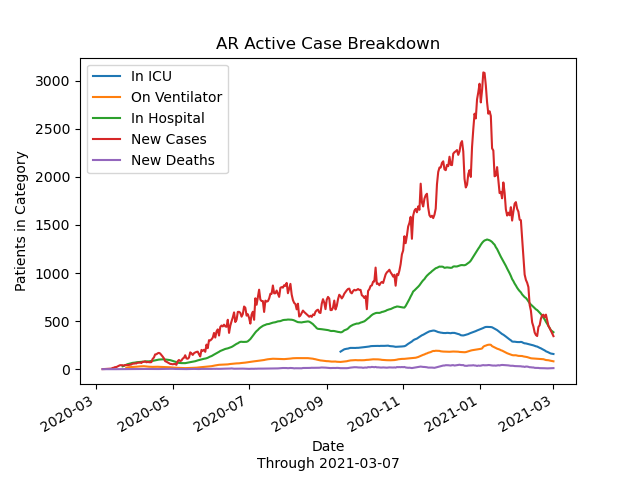 AR Active Case Breakdown
In ICU
On Ventilator
In Hospital
New Cases
New Deaths
Patients in Category
3000
2500
2000
1500
1000
500
0
2020-03
2020-05
2020-07
2020-09
2020-11
2021-01
2021-03
Date
Through 2021-03-07